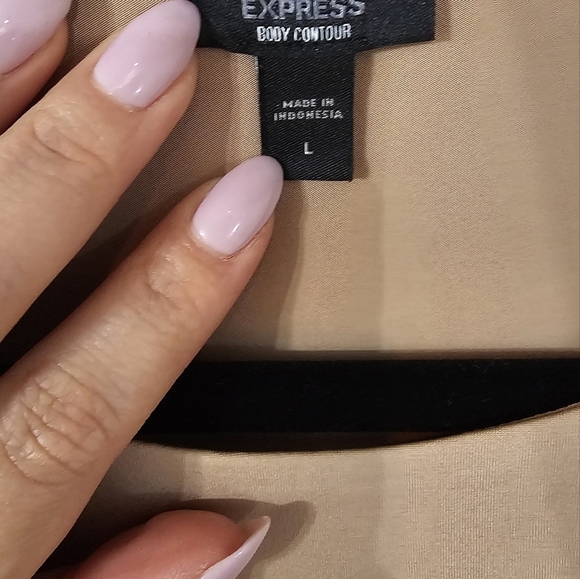 EXPRESS
BODY CONTOUR
MADE IN
INDONESIA
L